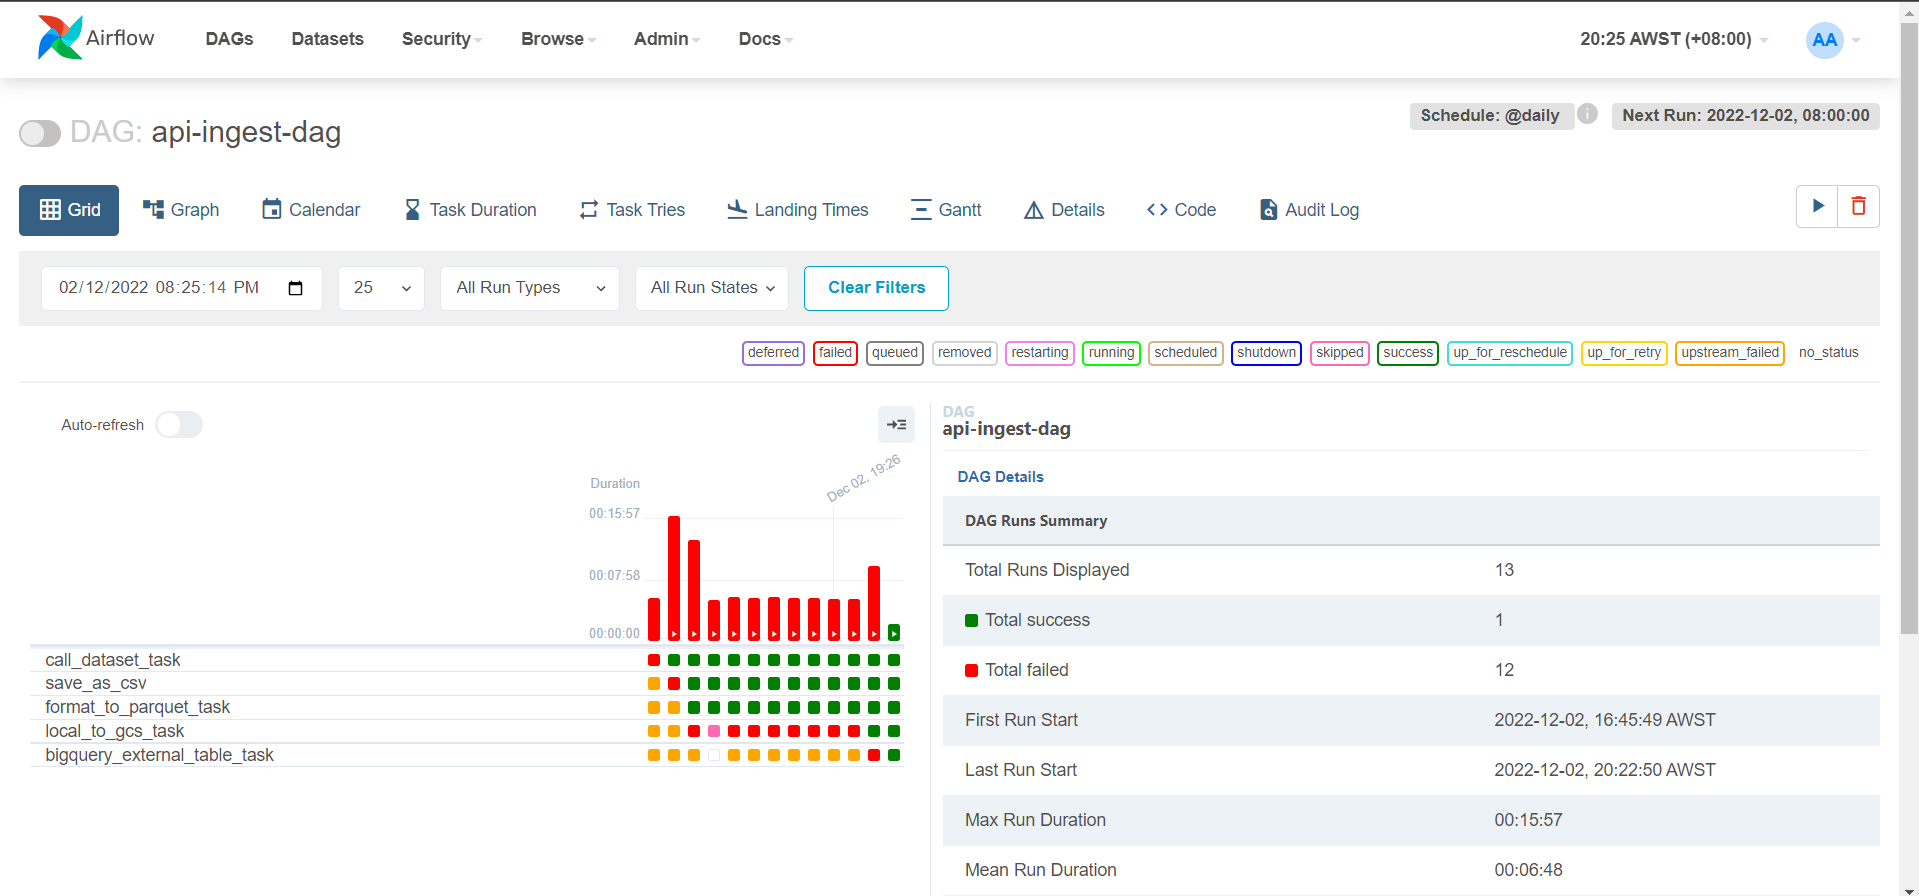 Airflow DAGs Datasets Security Browse Admin Docs 20:25 AWST (+08:00) AA
Schedule: @daily i Next Run: 2022-12-02, 08:00:00
DAG: api-ingest-dag
Grid Graph Calendar Task Duration Task Tries Landing Times Gantt Details Code Audit Log
02/12/2022 08:25:14 PM 25 All Run Types All Run States Clear Filters
deferred failed queued removed restarting running scheduled shutdown skipped success up_for_reschedule up_for_retry upstream_failed no_status
Auto-refresh
Dec 02, 19:26
Duration
00:15:57
00:07:58
00:00:00
call_dataset_task
save_as_csv
format_to_parquet_task
local_to_gcs_task
bigquery_external_table_task
DAG
api-ingest-dag
DAG Details
DAG Runs Summary
Total Runs Displayed 13
Total success 1
Total failed 12
First Run Start 2022-12-02, 16:45:49 AWST
Last Run Start 2022-12-02, 20:22:50 AWST
Max Run Duration 00:15:57
Mean Run Duration 00:06:48